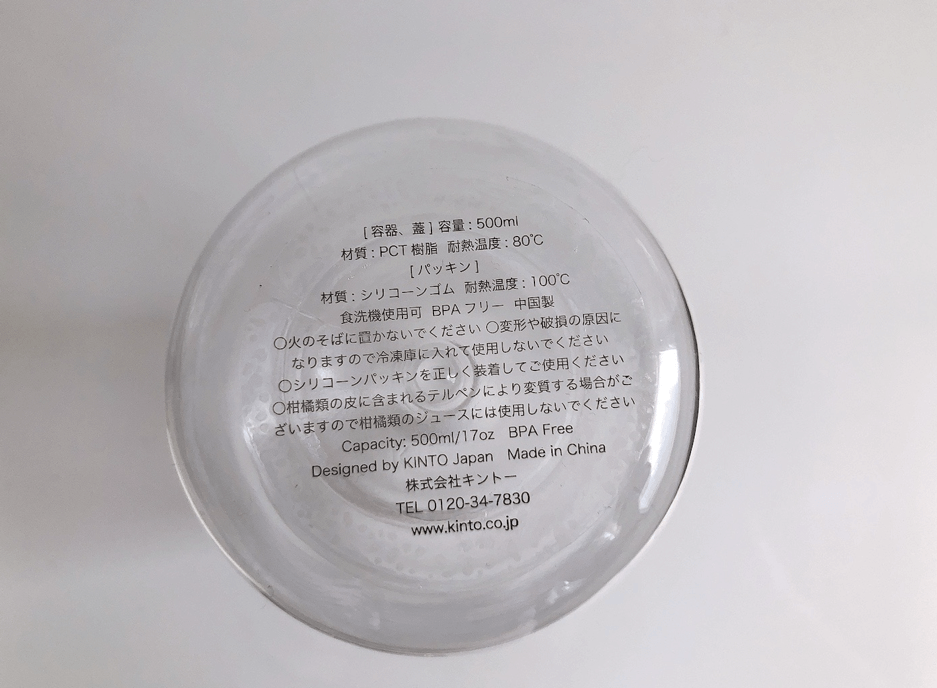 [ 容器、蓋 ] 容量 : 500ml
材質 : PCT 樹脂 耐熱温度 : 80℃
[ パッキン ]
材質 : シリコーンゴム 耐熱温度 : 100℃
食洗機使用可 BPA フリー 中国製
○火のそばに置かないでください ○変形や破損の原因に
なりますので冷凍庫に入れて使用しないでください
○シリコーンパッキンを正しく装着してご使用ください
○柑橘類の皮に含まれるテルペンにより変質する場合がご
ざいますので柑橘類のジュースには使用しないでください
Capacity: 500ml/17oz BPA Free
Designed by KINTO Japan Made in China
株式会社キントー
TEL 0120-34-7830
www.kinto.co.jp